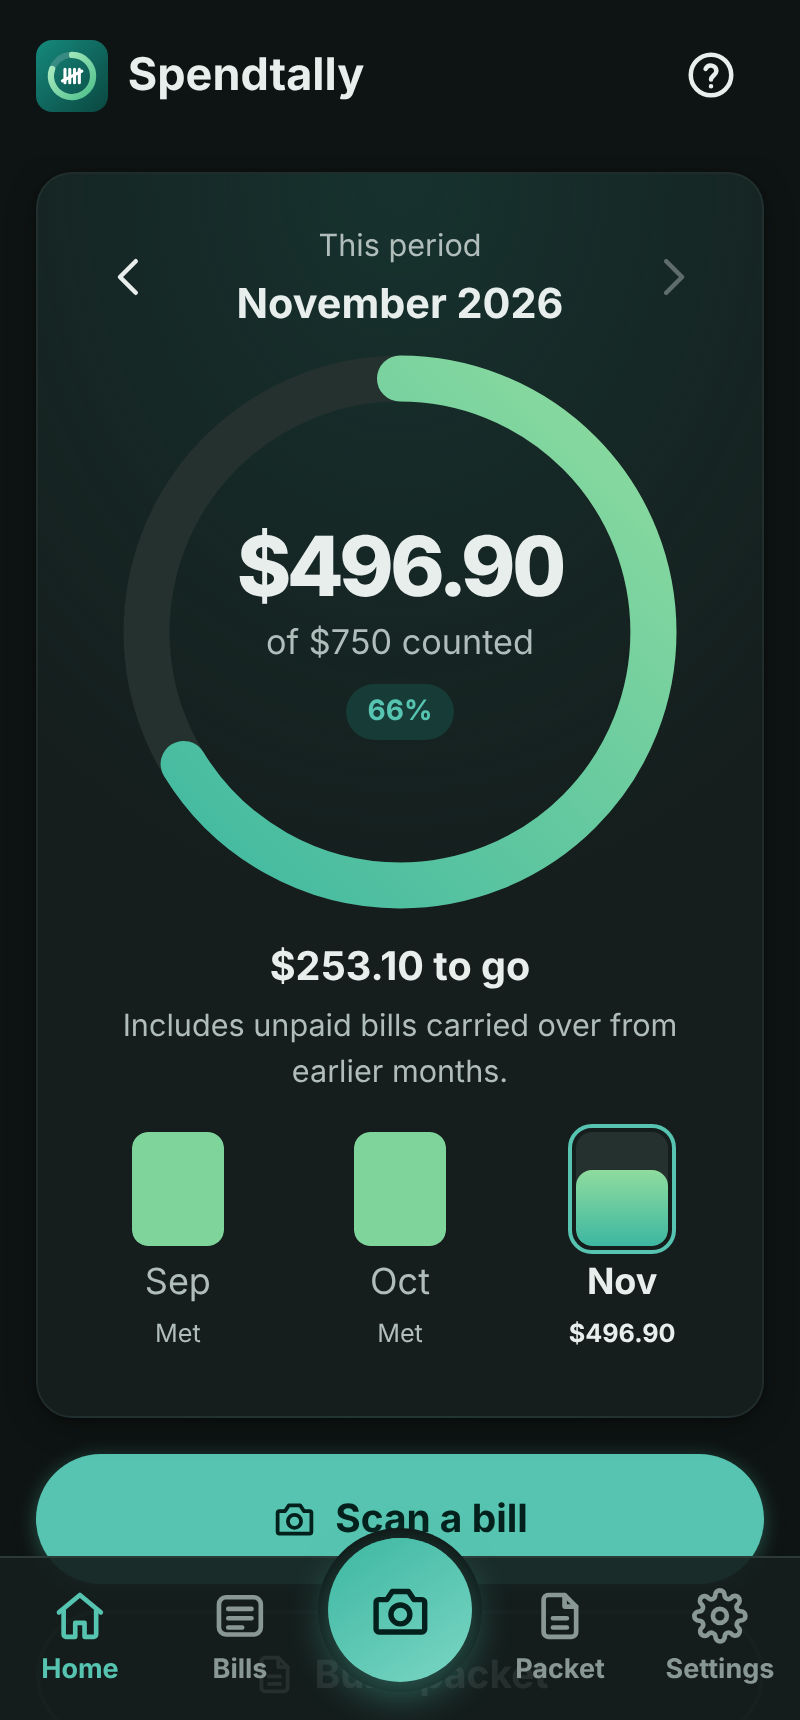 Spendtally
This period
November 2026
$496.90
of $750 counted
66%
$253.10 to go
Includes unpaid bills carried over from
earlier months.
Sep
Oct
Nov
Met
Met
$496.90
Scan a bill
packet
Home
Bills
Packet
Settings